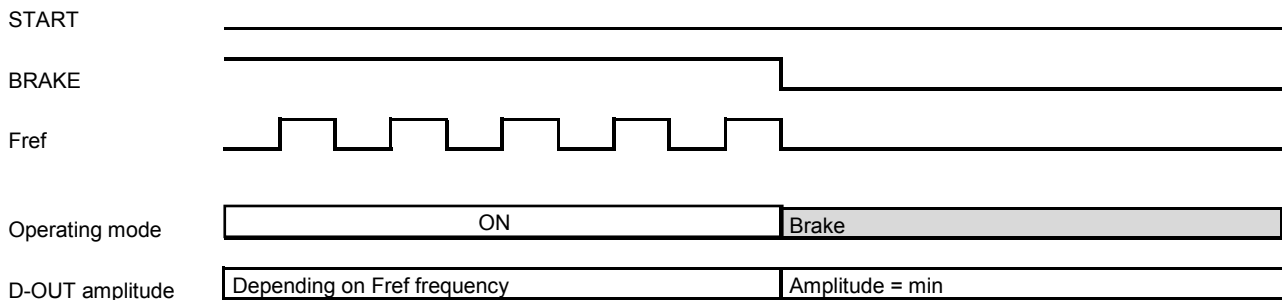 START
BRAKE
Fref
Operating mode ON Brake
D-OUT amplitude Depending on Fref frequency Amplitude = min